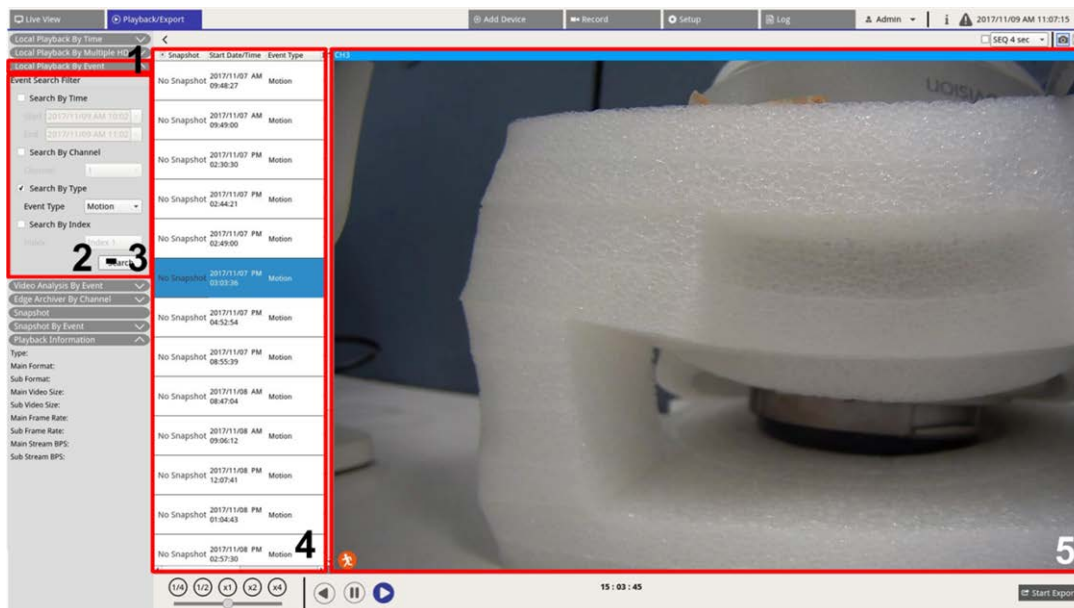 Live View
Playback/Export
Add Device
Record
Setup
Log
Admin
i
2017/11/09 AM 11:07:15
Local Playback By Time
SEQ 4 sec
Local Playback By Multiple HD
1
Local Playback By Event
Snapshot Start Date/Time Event Type
CH3
Event Search Filter
Search By Time
Start 2017/11/09 AM 10:02
End 2017/11/09 AM 11:02
Search By Channel
Channel 1
Search By Type
Event Type Motion
Search By Index
Index Index 1
2 3
Search
Video Analysis By Event
Edge Archiver By Channel
Snapshot
Snapshot By Event
Playback Information
Type:
Main Format:
Sub Format:
Main Video Size:
Sub Video Size:
Main Frame Rate:
Sub Frame Rate:
Main Stream BPS:
Sub Stream BPS:
No Snapshot 2017/11/07 AM 09:48:27 Motion
No Snapshot 2017/11/07 AM 09:49:00 Motion
No Snapshot 2017/11/07 PM 02:30:30 Motion
No Snapshot 2017/11/07 PM 02:44:21 Motion
No Snapshot 2017/11/07 PM 02:49:00 Motion
No Snapshot 2017/11/07 PM 03:03:36 Motion
No Snapshot 2017/11/07 PM 04:52:54 Motion
No Snapshot 2017/11/07 PM 08:55:39 Motion
No Snapshot 2017/11/08 AM 08:47:04 Motion
No Snapshot 2017/11/08 AM 09:06:12 Motion
No Snapshot 2017/11/08 PM 12:07:41 Motion
No Snapshot 2017/11/08 PM 01:04:43 Motion
No Snapshot 2017/11/08 PM 02:57:30 Motion
4
5
1/4 1/2 x1 x2 x4
15:03:45
Start Expor